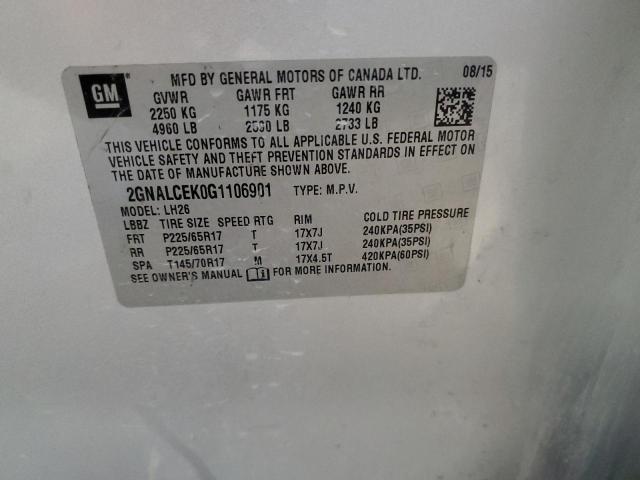 GM ® MFD BY GENERAL MOTORS OF CANADA LTD. 08/15
GVWR GAWR FRT GAWR RR
2250 KG 1175 KG 1240 KG
4960 LB 2590 LB 2733 LB
THIS VEHICLE CONFORMS TO ALL APPLICABLE U.S. FEDERAL MOTOR
VEHICLE SAFETY AND THEFT PREVENTION STANDARDS IN EFFECT ON
THE DATE OF MANUFACTURE SHOWN ABOVE.
2GNALCEK0G1106901 TYPE: M.P.V.
MODEL: LH26
LBBZ TIRE SIZE SPEED RTG RIM COLD TIRE PRESSURE
FRT P225/65R17 T 17X7J 240KPA(35PSI)
RR P225/65R17 T 17X7J 240KPA(35PSI)
SPA T145/70R17 M 17X4.5T 420KPA(60PSI)
SEE OWNER'S MANUAL FOR MORE INFORMATION.